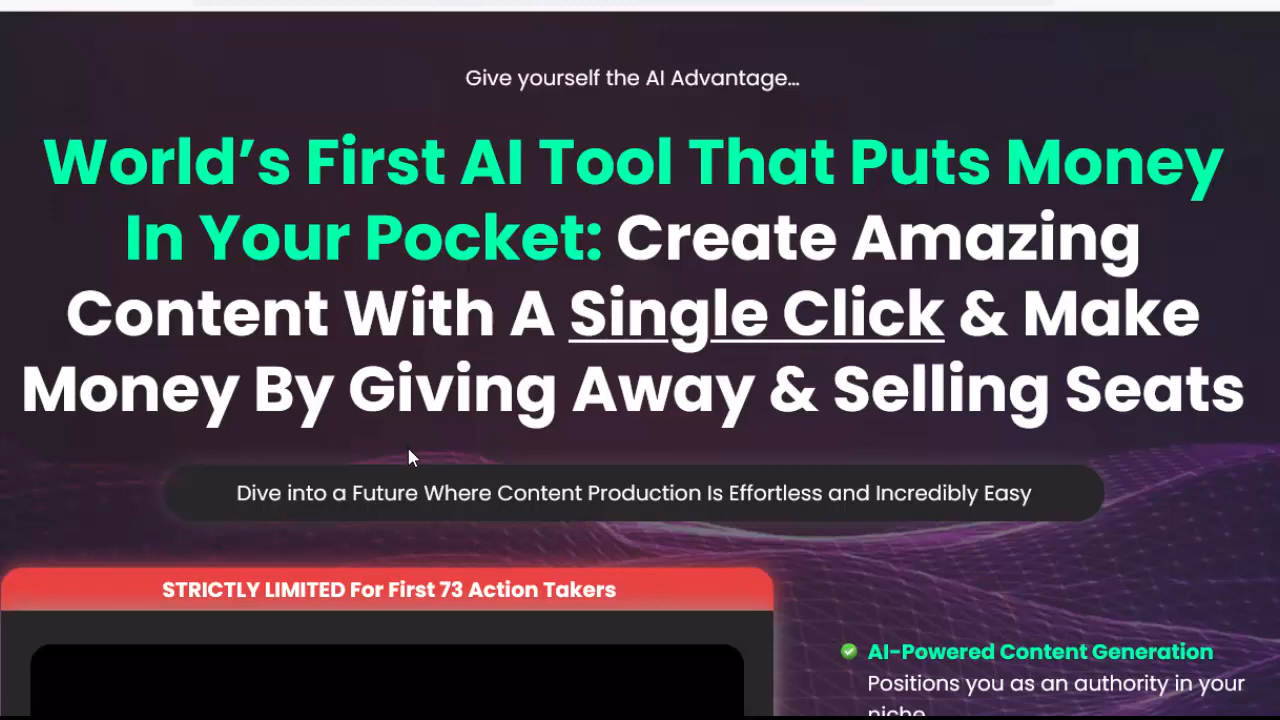 Give yourself the AI Advantage...
World's First AI Tool That Puts Money
In Your Pocket: Create Amazing
Content With A Single Click & Make
Money By Giving Away & Selling Seats
Dive into a Future Where Content Production Is Effortless and Incredibly Easy
STRICTLY LIMITED For First 73 Action Takers
AI-Powered Content Generation
Positions you as an authority in your
niche